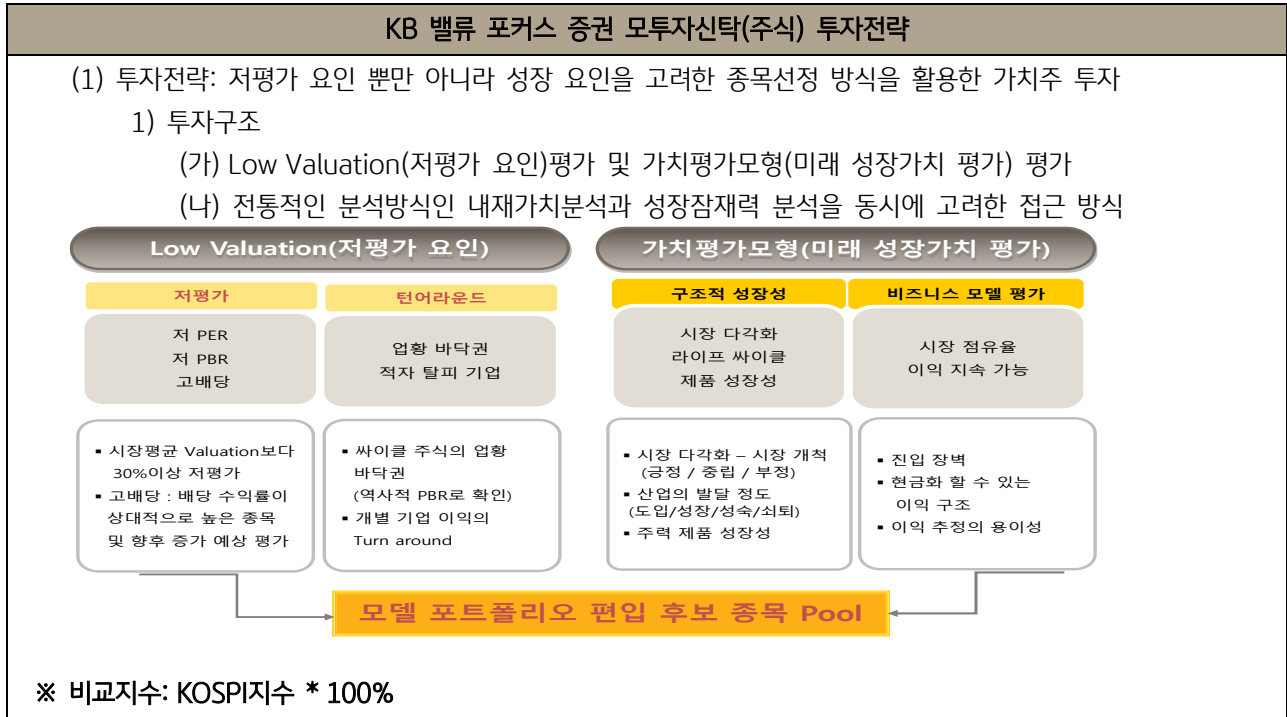 KB 밸류 포커스 증권 모투자신탁(주식) 투자전략
(1) 투자전략: 저평가 요인 뿐만 아니라 성장 요인을 고려한 종목선정 방식을 활용한 가치주 투자
1) 투자구조
(가) Low Valuation(저평가 요인)평가 및 가치평가모형(미래 성장가치 평가) 평가
(나) 전통적인 분석방식인 내재가치분석과 성장잠재력 분석을 동시에 고려한 접근 방식
Low Valuation(저평가 요인)
저평가
저 PER
저 PBR
고배당
▪ 시장평균 Valuation보다
30%이상 저평가
▪ 고배당 : 배당 수익률이
상대적으로 높은 종목
및 향후 증가 예상 평가
턴어라운드
업황 바닥권
적자 탈피 기업
▪ 싸이클 주식의 업황
바닥권
(역사적 PBR로 확인)
▪ 개별 기업 이익의
Turn around
가치평가모형(미래 성장가치 평가)
구조적 성장성
시장 다각화
라이프 싸이클
제품 성장성
▪ 시장 다각화 – 시장 개척
(긍정 / 중립 / 부정)
▪ 산업의 발달 정도
(도입/성장/성숙/쇠퇴)
▪ 주력 제품 성장성
비즈니스 모델 평가
시장 점유율
이익 지속 가능
▪ 진입 장벽
▪ 현금화 할 수 있는
이익 구조
▪ 이익 추정의 용이성
모델 포트폴리오 편입 후보 종목 Pool
※ 비교지수: KOSPI지수 * 100%